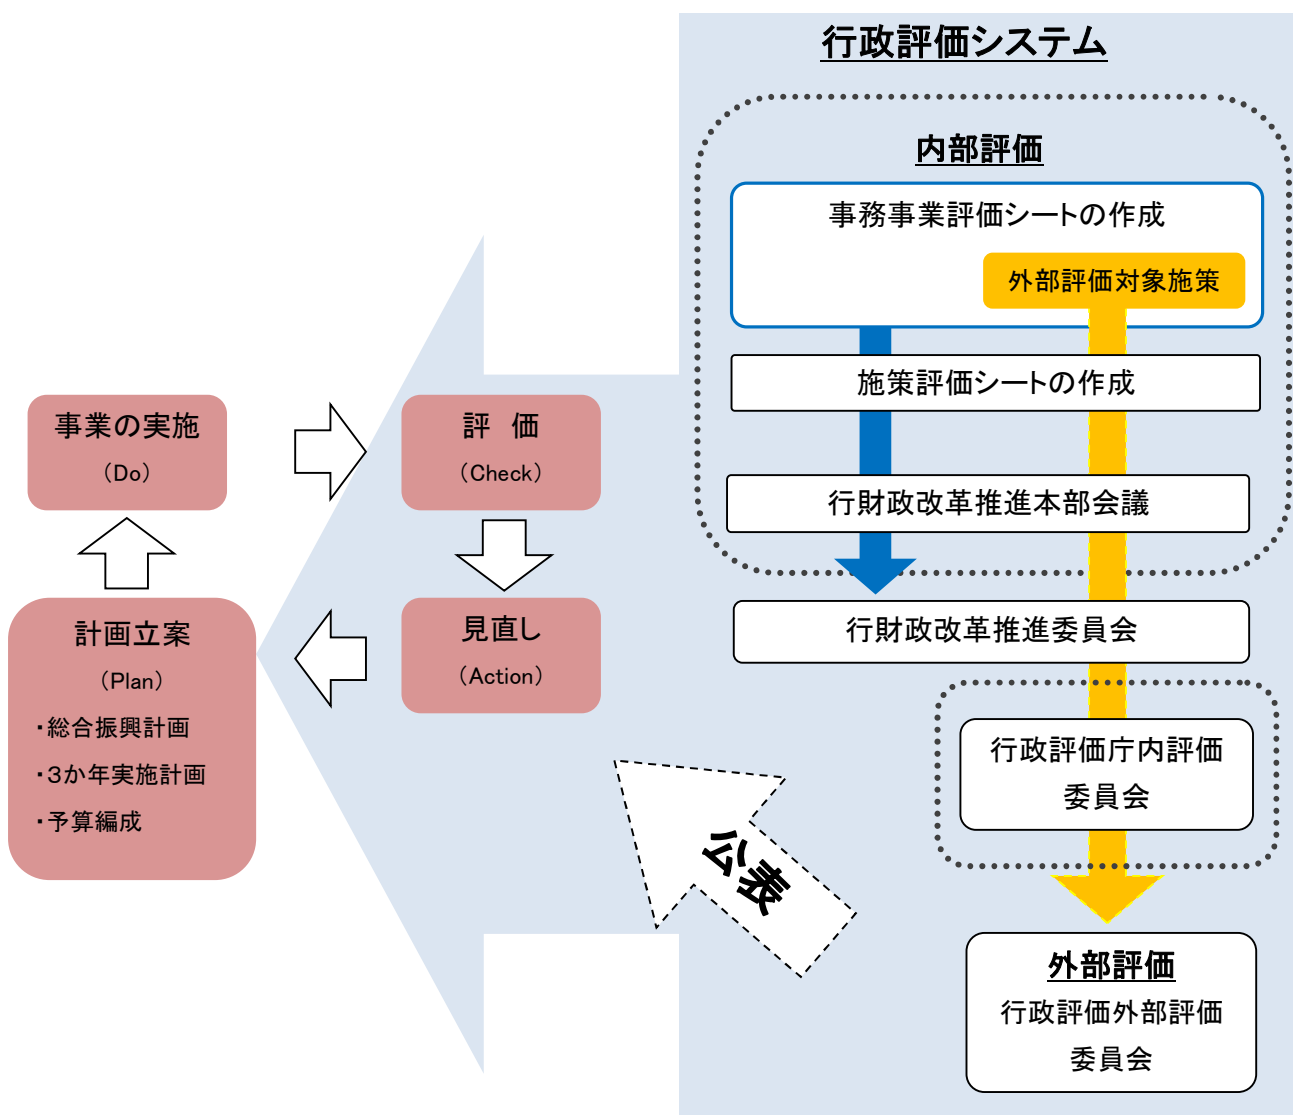 行政評価システム
内部評価
事務事業評価シートの作成
外部評価対象施策
施策評価シートの作成
行財政改革推進本部会議
行財政改革推進委員会
行政評価庁内評価
委員会
外部評価
行政評価外部評価
委員会
公表
事業の実施
（Do）
評　価
（Check）
見直し
（Action）
計画立案
（Plan）
・総合振興計画
・３か年実施計画
・予算編成